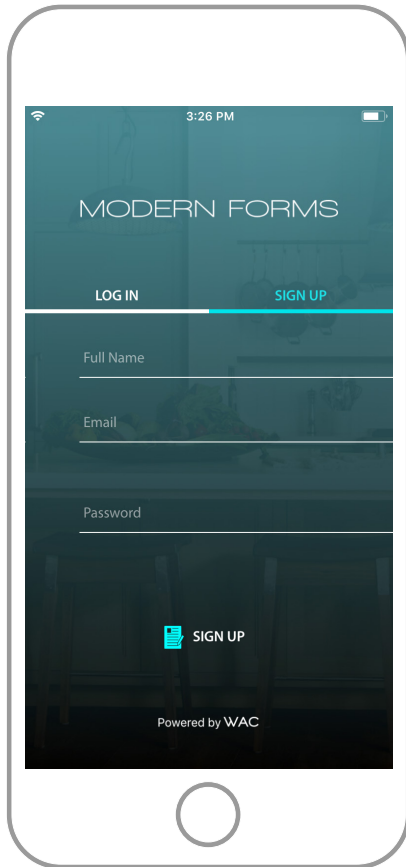 3:26 PM
MODERN FORMS
LOG IN
SIGN UP
Full Name
Email
Password
SIGN UP
Powered by WAC